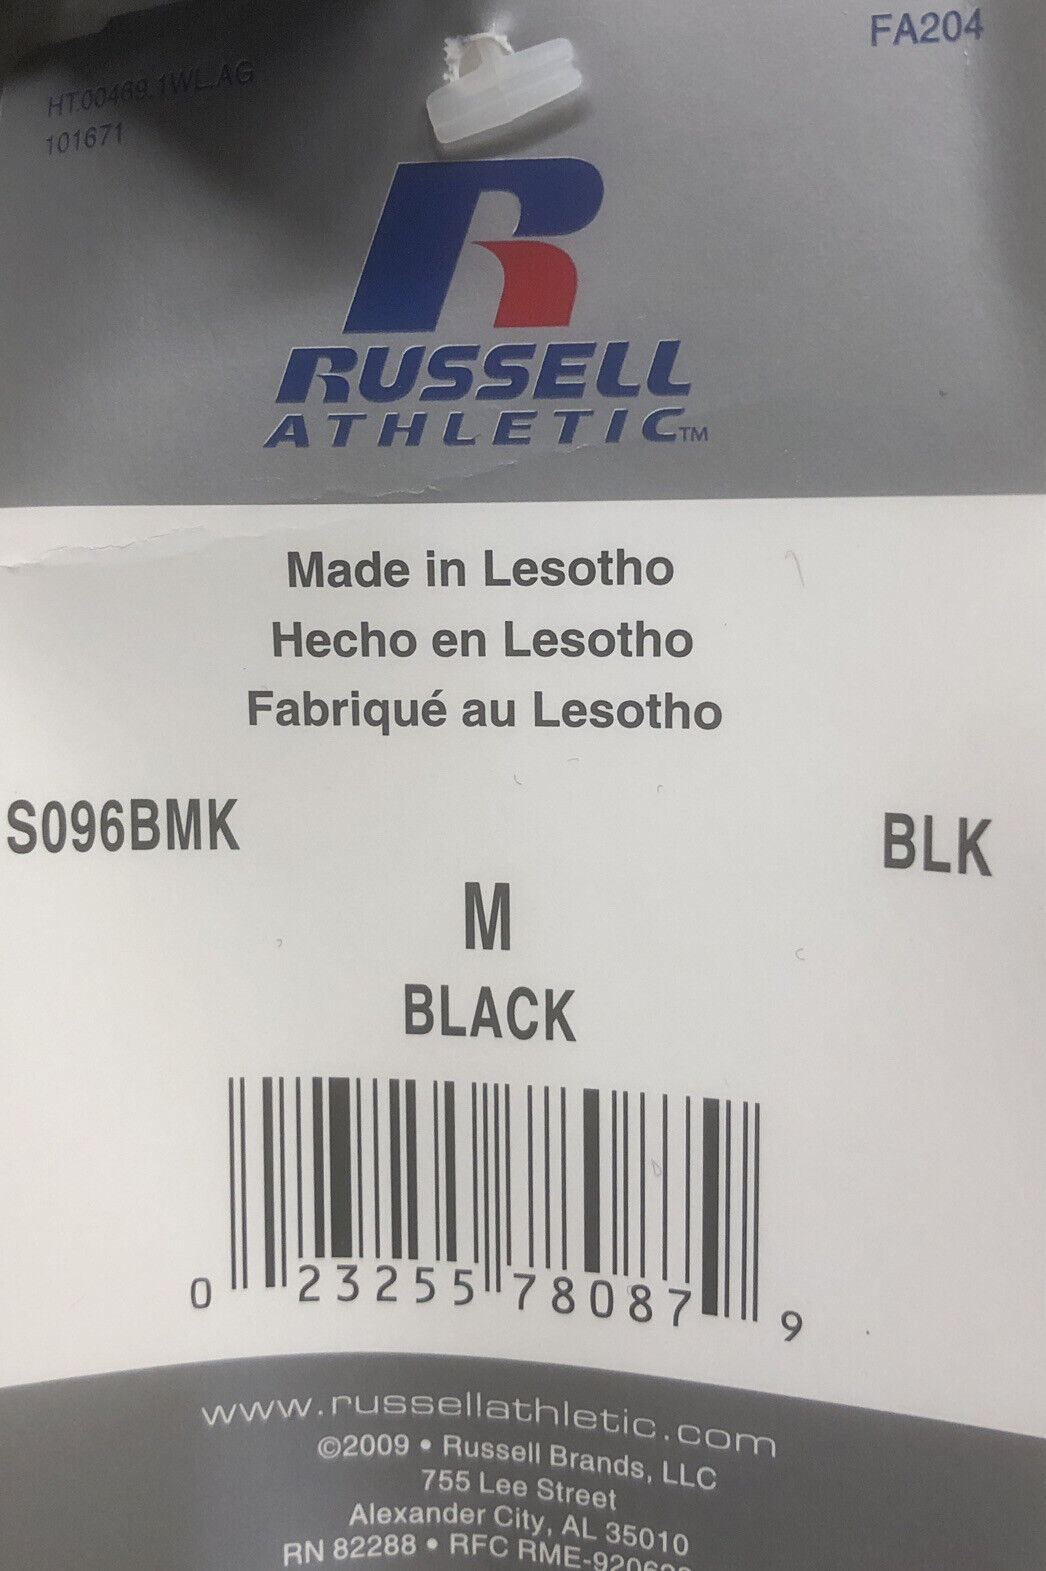 FA204
HT.00469.1WL.AG
101671
RUSSELL
ATHLETIC™
Made in Lesotho
Hecho en Lesotho
Fabriqué au Lesotho
S096BMK
BLK
M
BLACK
0 23255 78087 9
www.russellathletic.com
©2009 • Russell Brands, LLC
755 Lee Street
Alexander City, AL 35010
RN 82288 • RFC